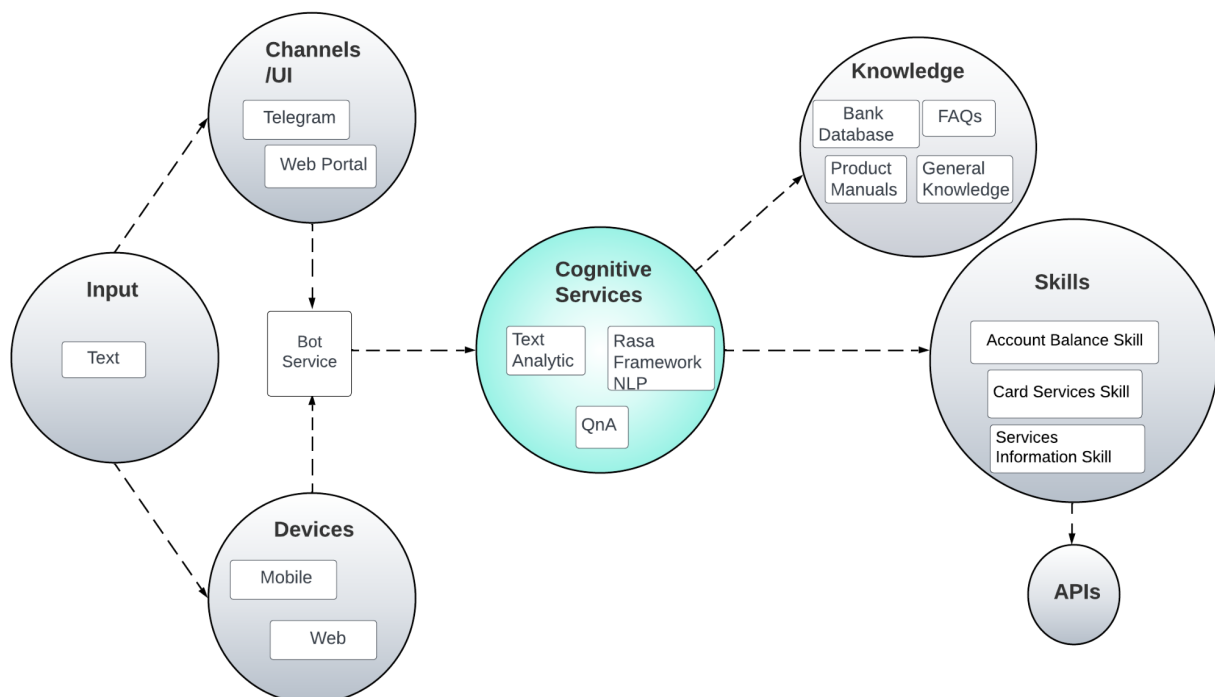 Channels
/UI
Telegram
Web Portal
Input
Text
Bot
Service
Devices
Mobile
Web
Cognitive
Services
Text
Analytic
Rasa
Framework
NLP
QnA
Knowledge
Bank
Database
FAQs
Product
Manuals
General
Knowledge
Skills
Account Balance Skill
Card Services Skill
Services
Information Skill
APIs